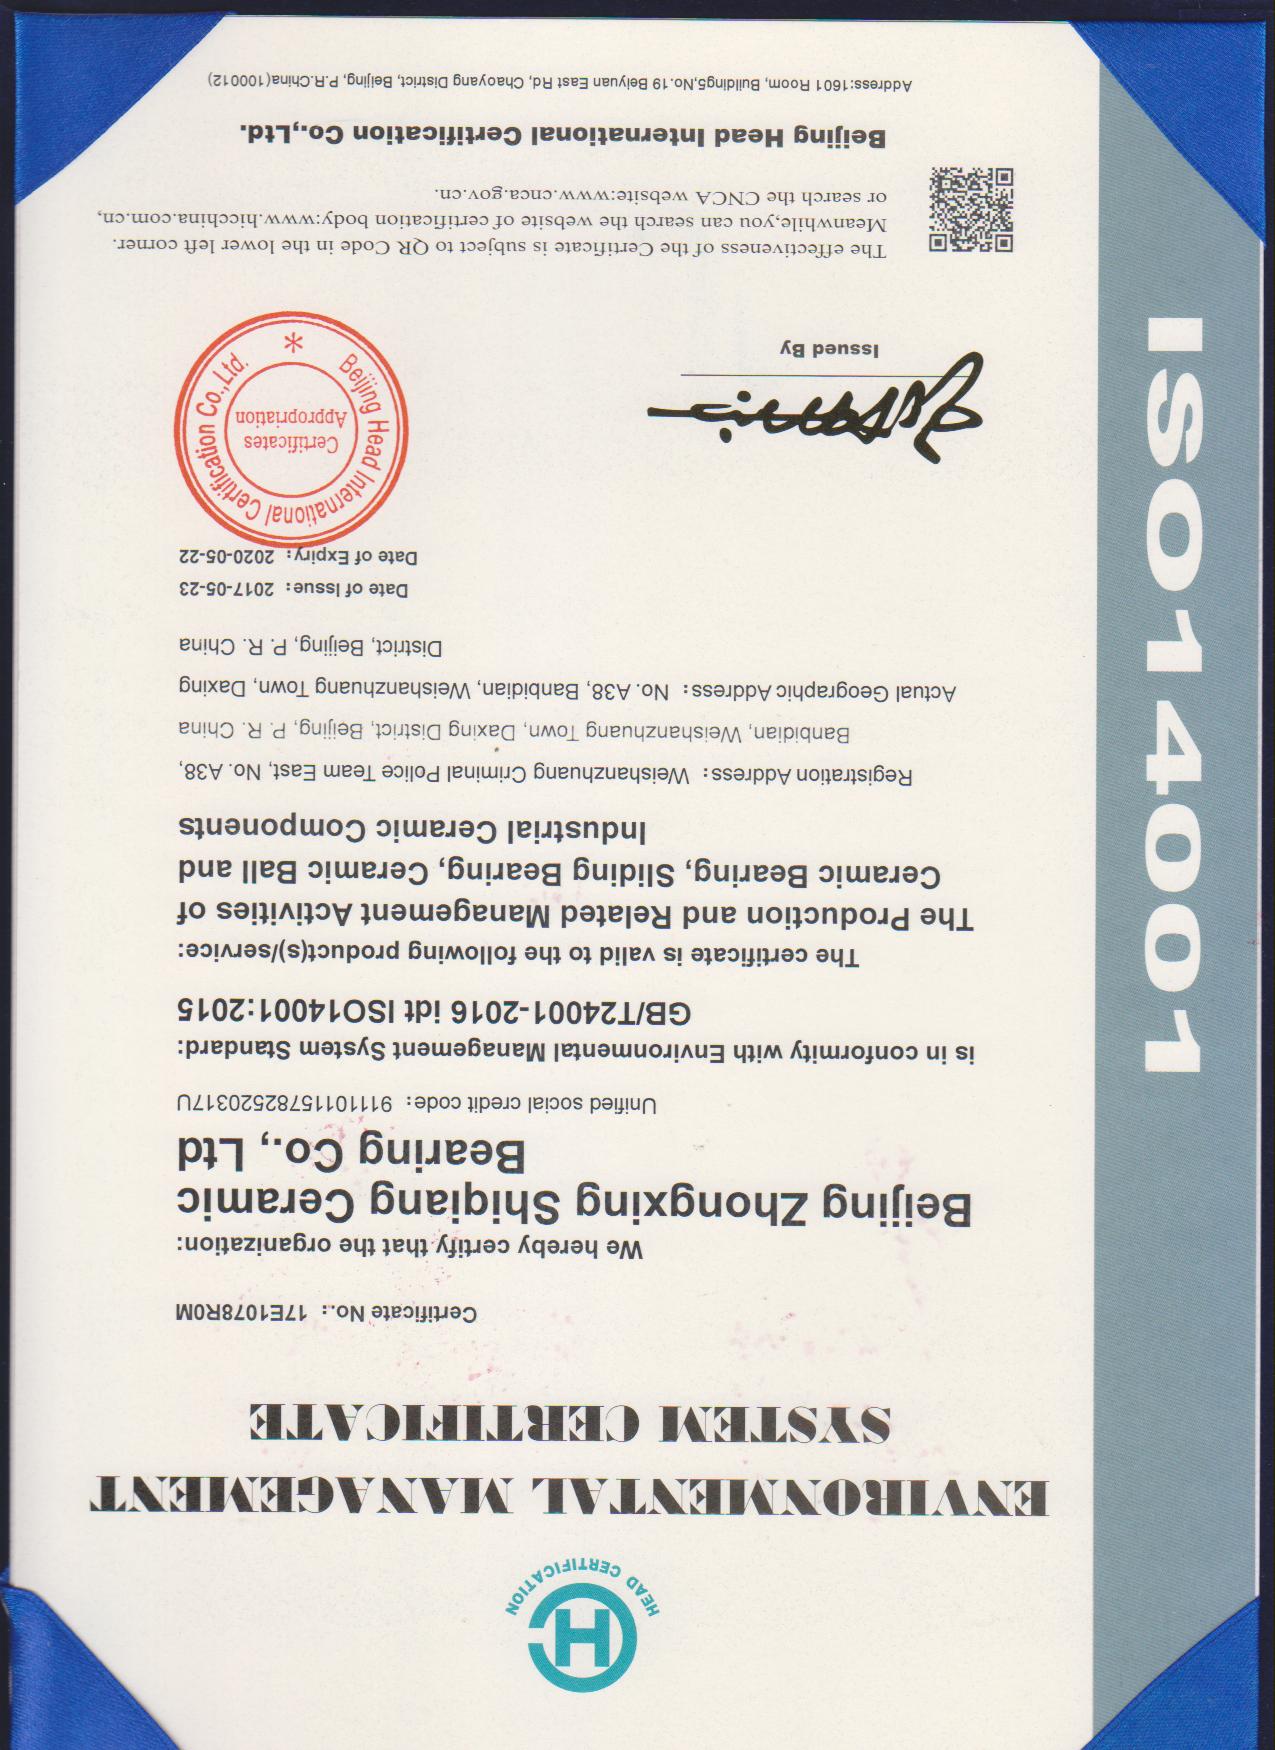 HEAD CERTIFICATION
ENVIRONMENTAL MANAGEMENT
SYSTEM CERTIFICATE
Certificate No.: 17E1078R0M
We hereby certify that the organization:
Beijing Zhongxing Shiqiang Ceramic
Bearing Co., Ltd
Unified social credit code: 91110115782520317U
is in conformity with Environmental Management System Standard:
GB/T24001-2016 idt ISO14001:2015
The certificate is valid to the following product(s)/service:
The Production and Related Management Activities of
Ceramic Bearing, Sliding Bearing, Ceramic Ball and
Industrial Ceramic Components
Registration Address: Weishanzhuang Criminal Police Team East, No. A38,
Banbidian, Weishanzhuang Town, Daxing District, Beijing, P. R. China
Actual Geographic Address: No. A38, Banbidian, Weishanzhuang Town, Daxing
District, Beijing, P. R. China
Date of Issue: 2017-05-23
Date of Expiry: 2020-05-22
Beijing Head International Certification Co.,Ltd.
Certificates
Appropriation
Issued By
The effectiveness of the Certificate is subject to QR Code in the lower left corner.
Meanwhile,you can search the website of certification body:www.hicchina.com.cn,
or search the CNCA website:www.cnca.gov.cn.
Beijing Head International Certification Co.,Ltd.
Address:1601 Room, Buildings5,No.19 Beiyuan East Rd, Chaoyang District, Beijing, P.R.China(100012)
ISO14001